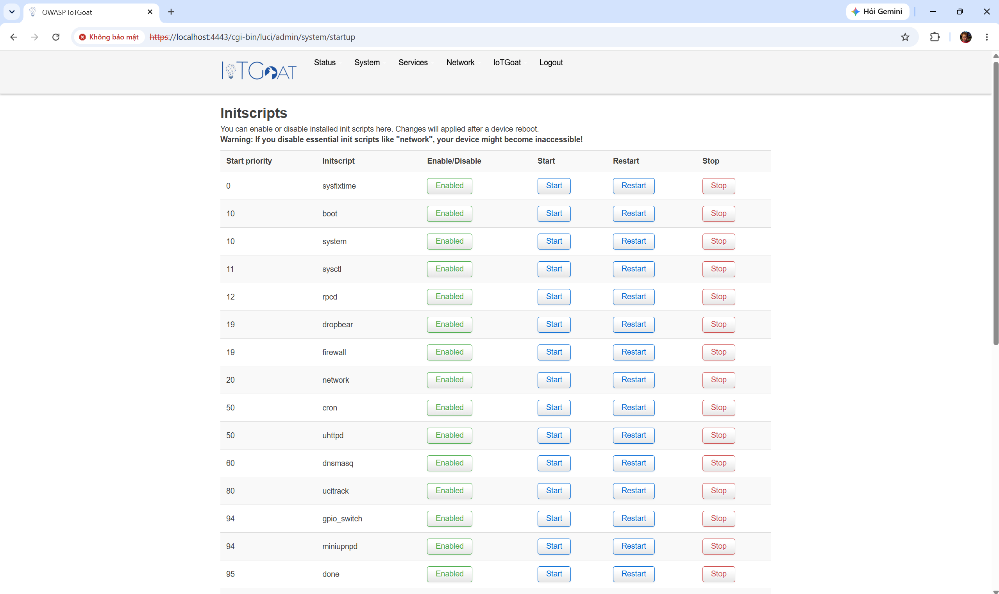 OWASP IoTGoat
Hỏi Gemini
Không bảo mật https://localhost:4443/cgi-bin/luci/admin/system/startup
IoTGoat Status System Services Network IoTGoat Logout
Initscripts
You can enable or disable installed init scripts here. Changes will applied after a device reboot.
Warning: If you disable essential init scripts like "network", your device might become inaccessible!
Start priority Initscript Enable/Disable Start Restart Stop
0 sysfixtime Enabled Start Restart Stop
10 boot Enabled Start Restart Stop
10 system Enabled Start Restart Stop
11 sysctl Enabled Start Restart Stop
12 rpcd Enabled Start Restart Stop
19 dropbear Enabled Start Restart Stop
19 firewall Enabled Start Restart Stop
20 network Enabled Start Restart Stop
50 cron Enabled Start Restart Stop
50 uhttpd Enabled Start Restart Stop
60 dnsmasq Enabled Start Restart Stop
80 ucitrack Enabled Start Restart Stop
94 gpio_switch Enabled Start Restart Stop
94 miniupnpd Enabled Start Restart Stop
95 done Enabled Start Restart Stop